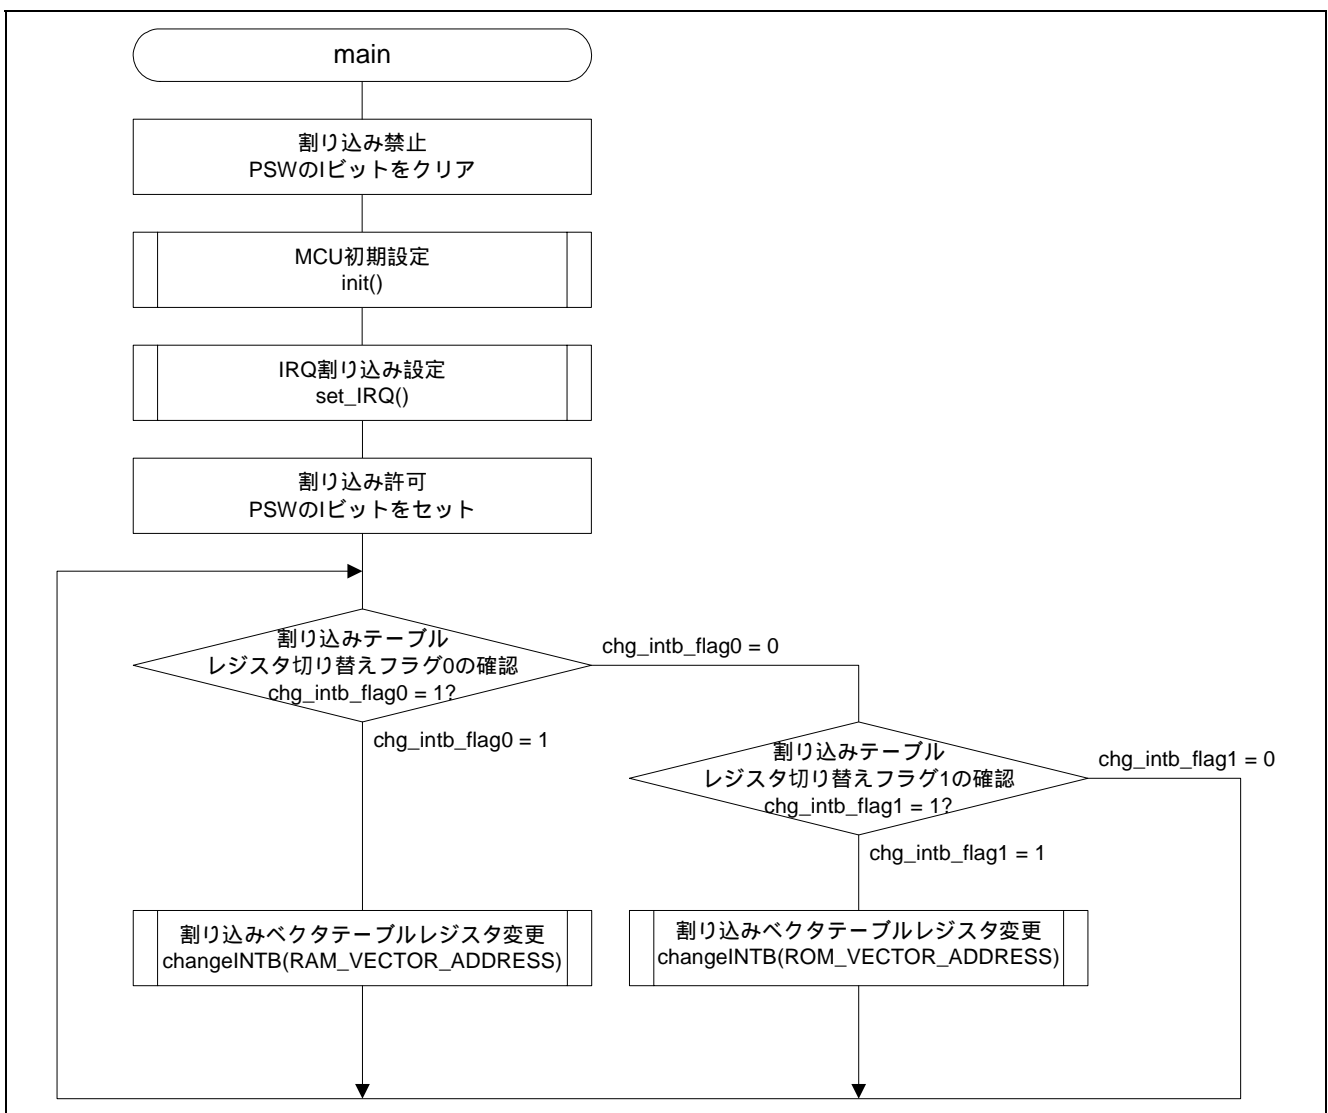 main
割り込み禁止
PSWのIビットをクリア
MCU初期設定
init()
IRQ割り込み設定
set_IRQ()
割り込み許可
PSWのIビットをセット
割り込みテーブル
レジスタ切り替えフラグ0の確認
chg_intb_flag0 = 1?
chg_intb_flag0 = 0
chg_intb_flag0 = 1
割り込みテーブル
レジスタ切り替えフラグ1の確認
chg_intb_flag1 = 1?
chg_intb_flag1 = 0
chg_intb_flag1 = 1
割り込みベクタテーブルレジスタ変更
changeINTB(RAM_VECTOR_ADDRESS)
割り込みベクタテーブルレジスタ変更
changeINTB(ROM_VECTOR_ADDRESS)